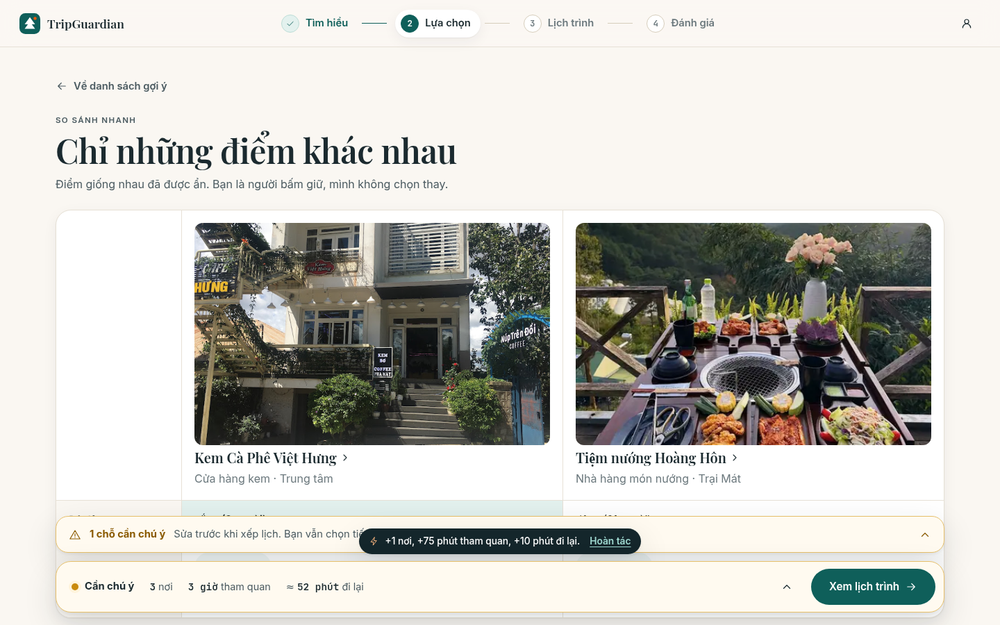 TripGuardian
Tìm hiểu
2 Lựa chọn
3 Lịch trình
4 Đánh giá
Về danh sách gợi ý
SO SÁNH NHANH
Chỉ những điểm khác nhau
Điểm giống nhau đã được ẩn. Bạn là người bấm giữ, mình không chọn thay.
CAFE
HƯNG
Kem
Việt Hưng
KEM
BƠ
COFFEE
PHA MÁY
Núp Trên Đồi
COFFEE
Kem Cà Phê Việt Hưng
Cửa hàng kem · Trung tâm
Tiệm nướng Hoàng Hôn
Nhà hàng món nướng · Trại Mát
1 chỗ cần chú ý Sửa trước khi xếp lịch. Bạn vẫn chọn
+1 nơi, +75 phút tham quan, +10 phút đi lại. Hoàn tác
Cần chú ý 3 nơi 3 giờ tham quan ≈ 52 phút đi lại
Xem lịch trình